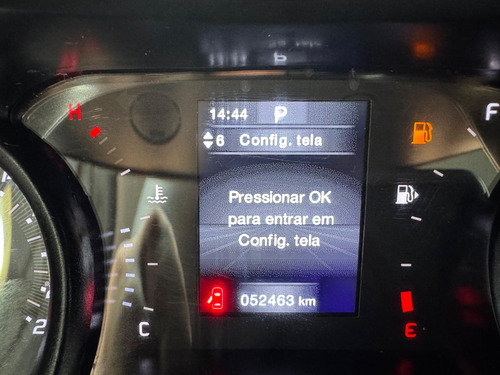 H
F
14:44 P
6 Config. tela
Pressionar OK
para entrar em
Config. tela
052463 km
2
C
E